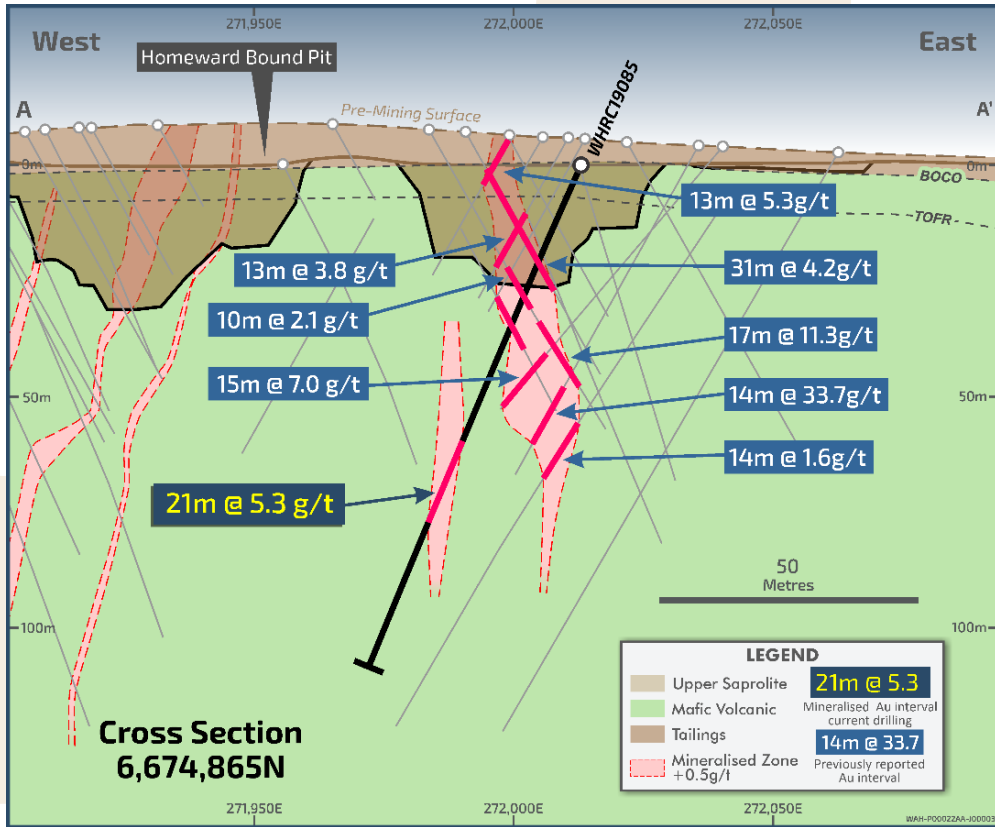 271,950E 272,000E 272,050E
West East
Homeward Bound Pit
WHRC19085
A A'
Pre-Mining Surface
0m 0m
BOCO
13m @ 5.3g/t
TOFR
13m @ 3.8 g/t 31m @ 4.2g/t
10m @ 2.1 g/t
17m @ 11.3g/t
15m @ 7.0 g/t
50m 14m @ 33.7g/t 50m
14m @ 1.6g/t
21m @ 5.3 g/t
50
Metres
100m 100m
LEGEND
Upper Saprolite
Mafic Volcanic
Tailings
Mineralised Zone
+0.5g/t
21m @ 5.3
Mineralised Au interval
current drilling
14m @ 33.7
Previously reported
Au interval
Cross Section
6,674,865N
271,950E 272,000E 272,050E
WAH-P00022AA-J00003